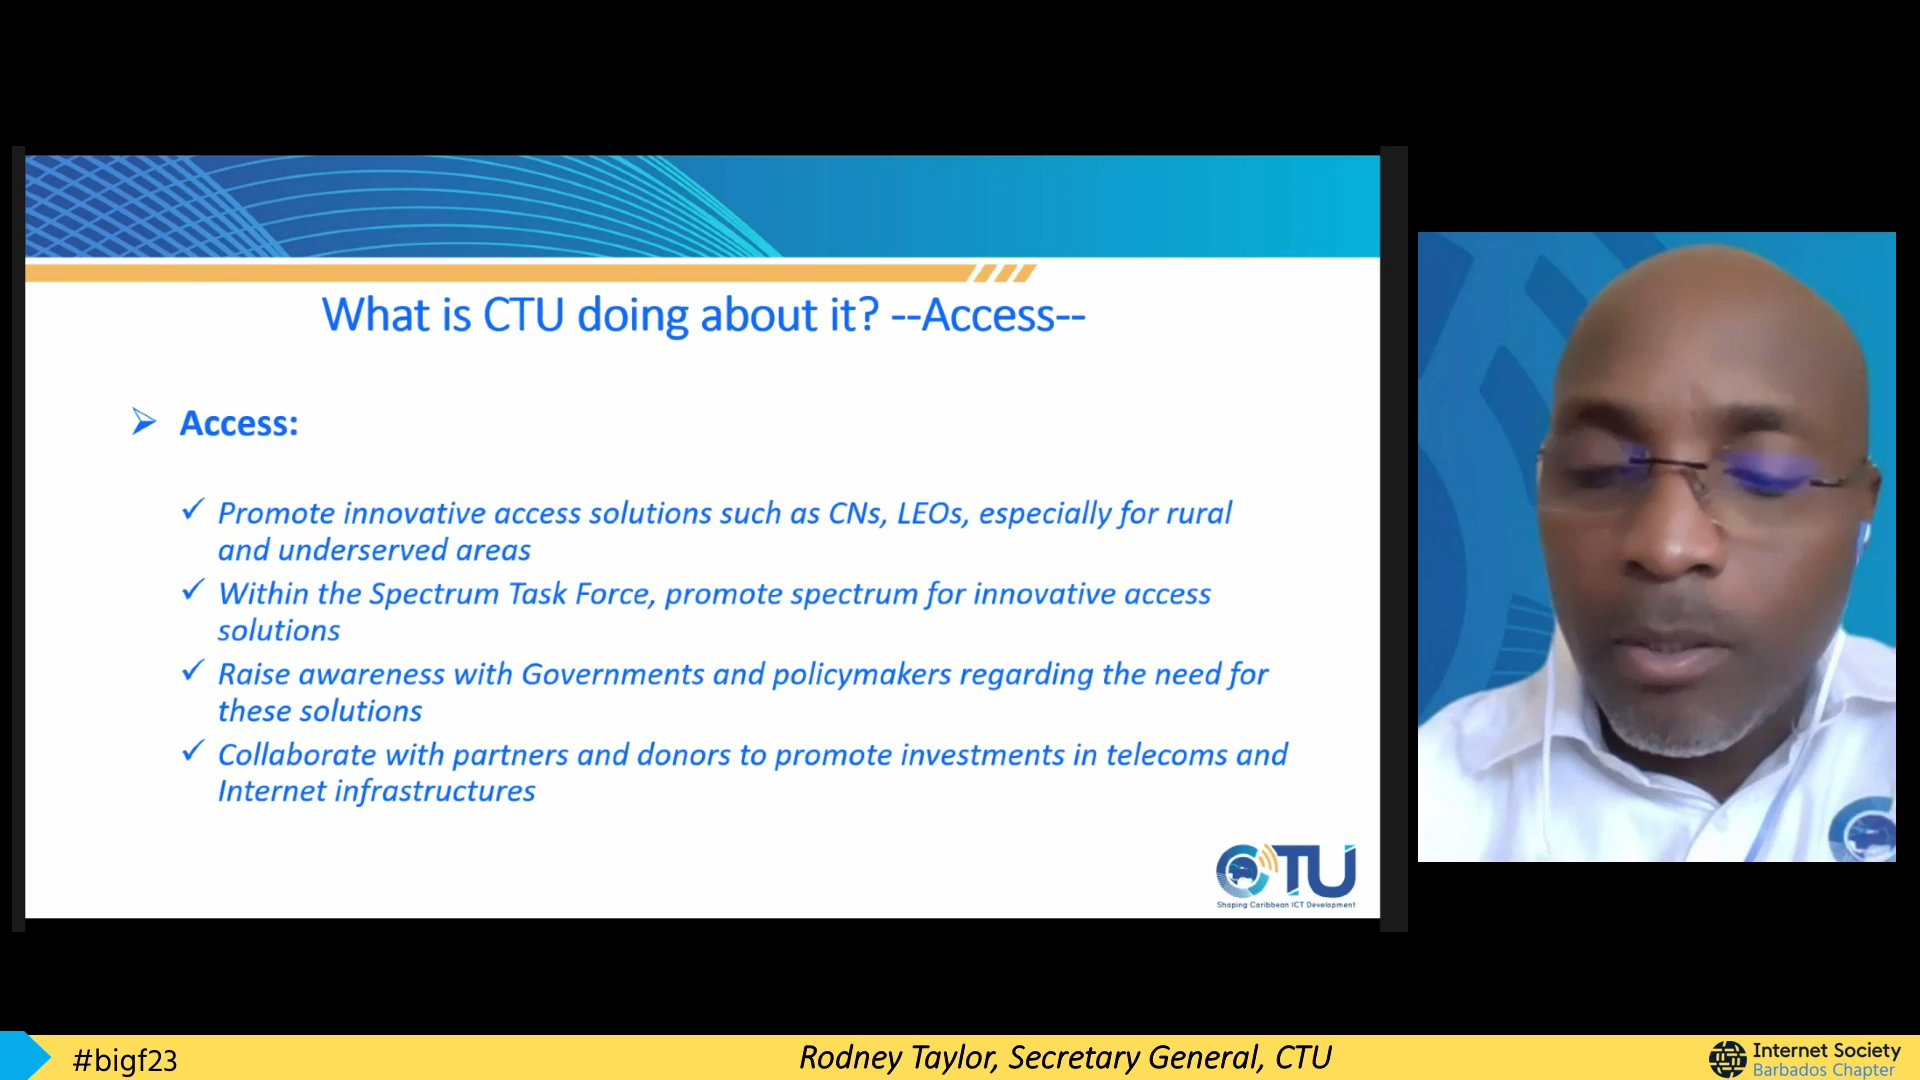 What is CTU doing about it? --Access--
Access:
Promote innovative access solutions such as CNs, LEOs, especially for rural
and underserved areas
Within the Spectrum Task Force, promote spectrum for innovative access
solutions
Raise awareness with Governments and policymakers regarding the need for
these solutions
Collaborate with partners and donors to promote investments in telecoms and
Internet infrastructures
CTU
Shaping Caribbean ICT Development
#bigf23
Rodney Taylor, Secretary General, CTU
Internet Society
Barbados Chapter